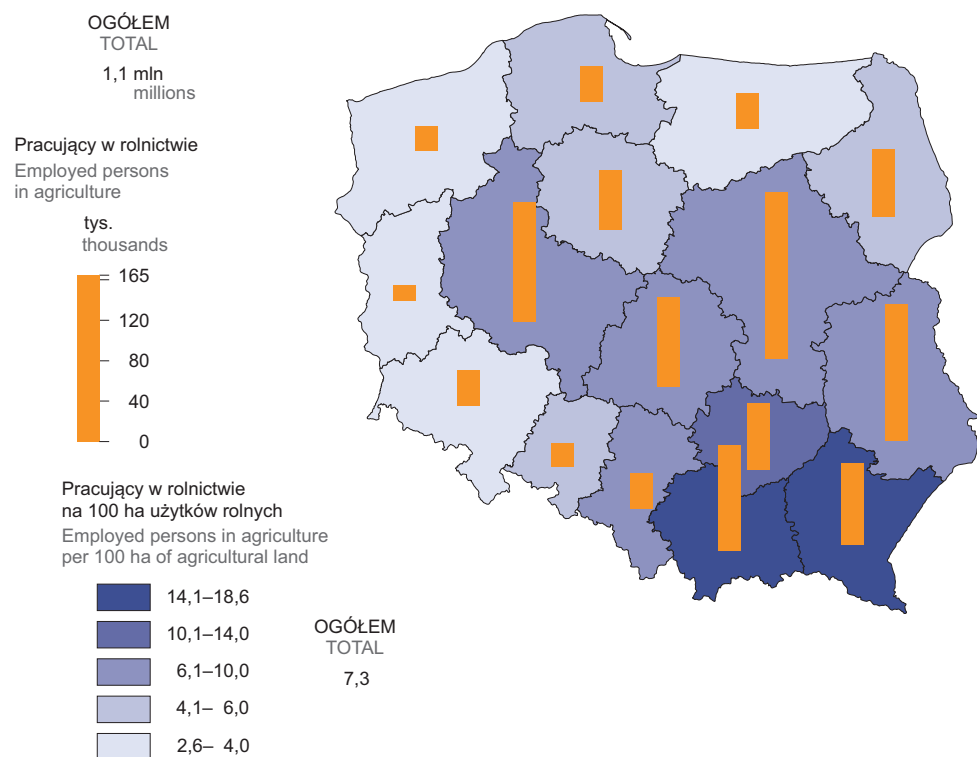 OGÓŁEM
TOTAL
1,1 mln
millions
Pracujący w rolnictwie
Employed persons
in agriculture
tys.
thousands
165
120
80
40
0
Pracujący w rolnictwie
na 100 ha użytków rolnych
Employed persons in agriculture
per 100 ha of agricultural land
14,1–18,6
10,1–14,0
6,1–10,0
4,1– 6,0
2,6– 4,0
OGÓŁEM
TOTAL
7,3